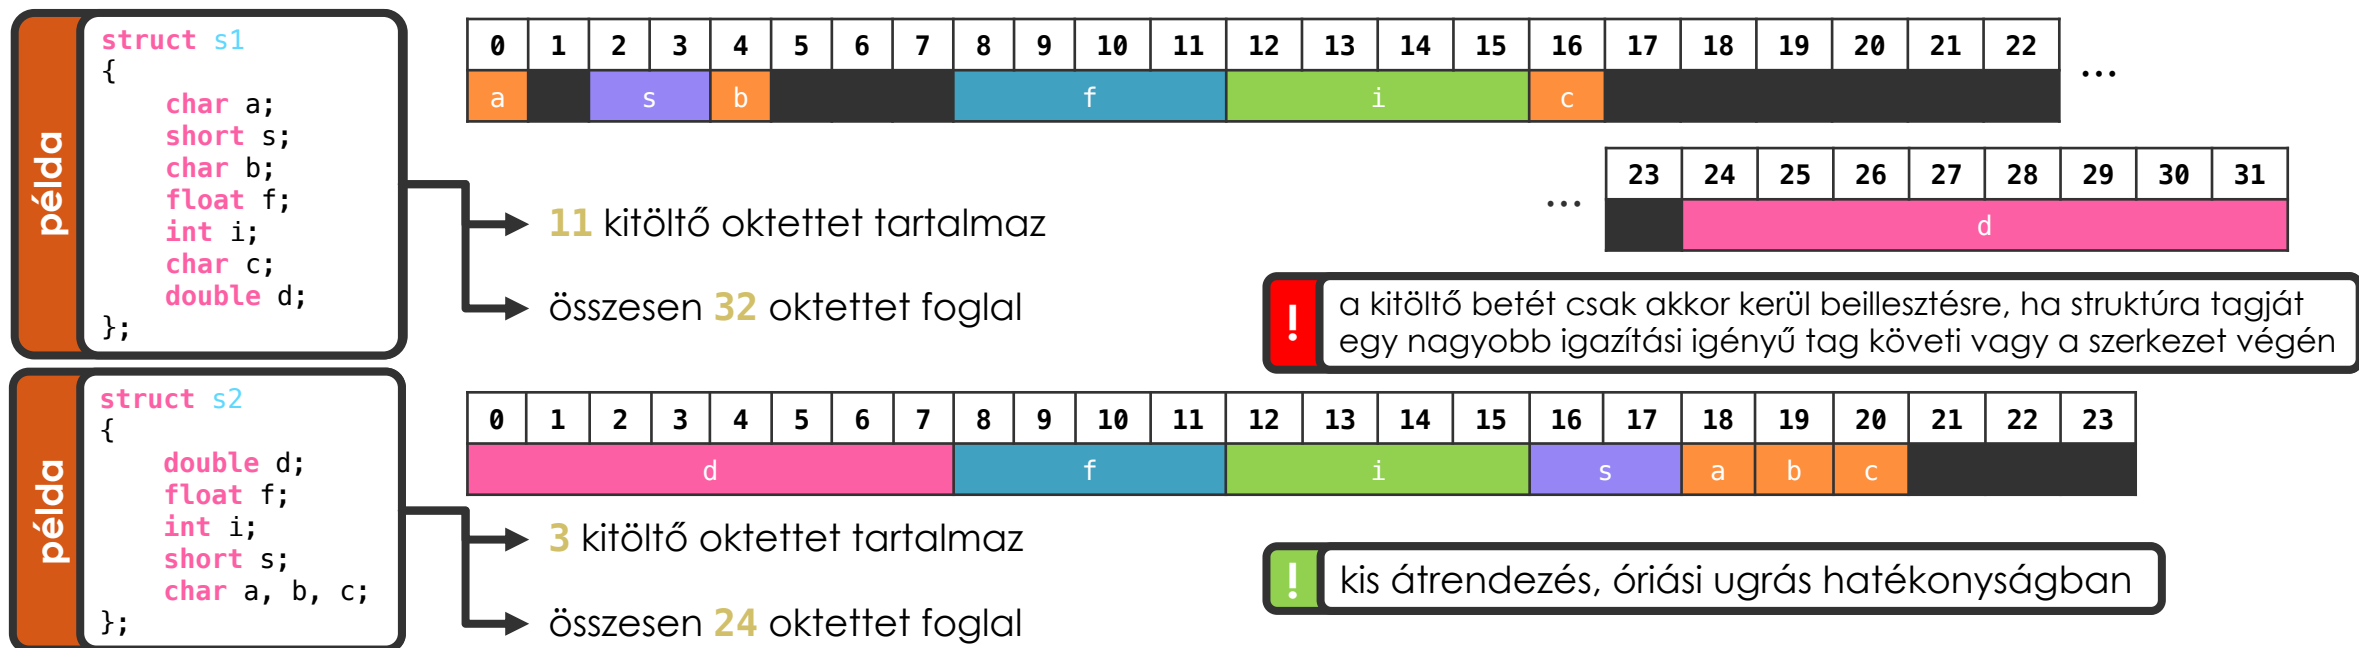 példa
struct s1
{
char a;
short s;
char b;
float f;
int i;
char c;
double d;
};
0 1 2 3 4 5 6 7 8 9 10 11 12 13 14 15 16 17 18 19 20 21 22
a s b f i c
...
... 23 24 25 26 27 28 29 30 31
d
11 kitöltő oktettet tartalmaz
összesen 32 oktettet foglal
! a kitöltő betét csak akkor kerül beillesztésre, ha struktúra tagját
egy nagyobb igazítási igényű tag követi vagy a szerkezet végén
példa
struct s2
{
double d;
float f;
int i;
short s;
char a, b, c;
};
0 1 2 3 4 5 6 7 8 9 10 11 12 13 14 15 16 17 18 19 20 21 22 23
d f i s a b c
3 kitöltő oktettet tartalmaz
összesen 24 oktettet foglal
! kis átrendezés, óriási ugrás hatékonyságban